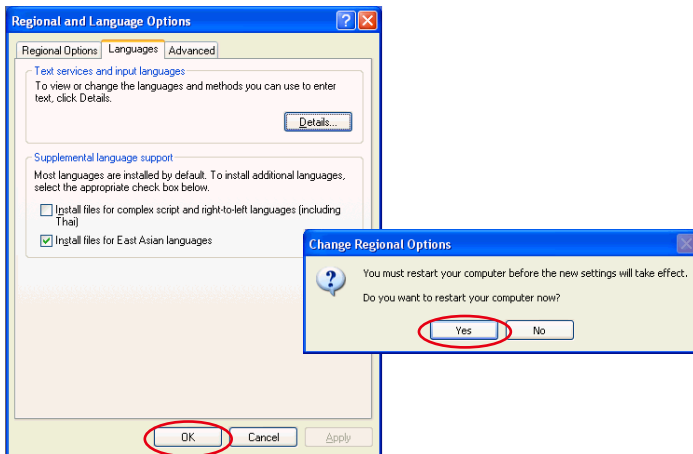 Regional and Language Options
Regional Options
Languages
Advanced
Text services and input languages
To view or change the languages and methods you can use to enter
text, click Details.
Details...
Supplemental language support
Most languages are installed by default. To install additional languages,
select the appropriate check box below.
Install files for complex script and right-to-left languages (including
Thai)
Install files for East Asian languages
OK
Cancel
Apply
Change Regional Options
You must restart your computer before the new settings will take effect.
Do you want to restart your computer now?
Yes
No